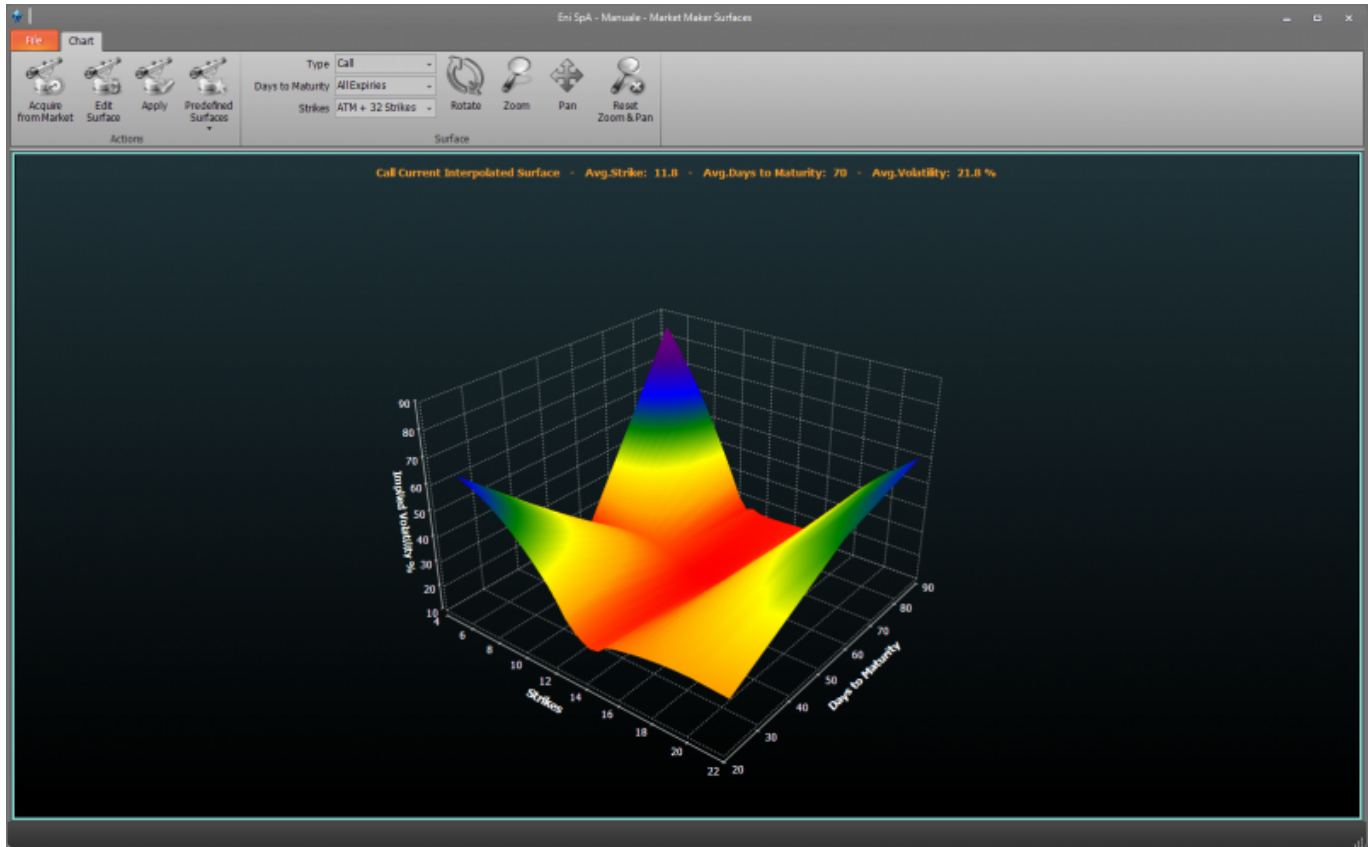 Eni SpA - Manuale - Market Maker Surfaces
File Chart
Acquire from Market
Edit Surface
Apply
Predefined Surfaces
Actions
Type Call
Days to Maturity All Expiries
Strikes ATM + 32 Strikes
Rotate
Zoom
Pan
Reset Zoom & Pan
Surface
Call Current Interpolated Surface - Avg.Strike: 11.8 - Avg.Days to Maturity: 70 - Avg.Volatility: 21.8 %
Implied Volatility %
90
80
70
60
50
40
30
20
10
Strikes
4
6
8
10
12
14
16
18
20
22
Days to Maturity
20
30
40
50
60
70
80
90